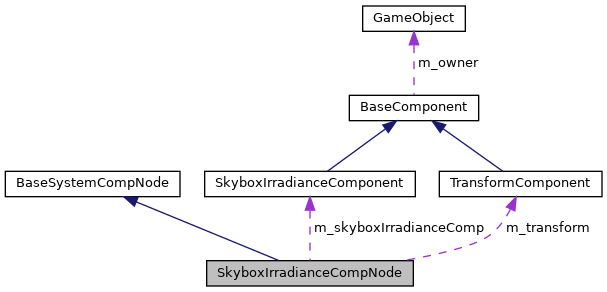 GameObject
m_owner
BaseComponent
BaseSystemCompNode
SkyboxIrradianceComponent
TransformComponent
m_skyboxIrradianceComp
m_transform
SkyboxIrradianceCompNode